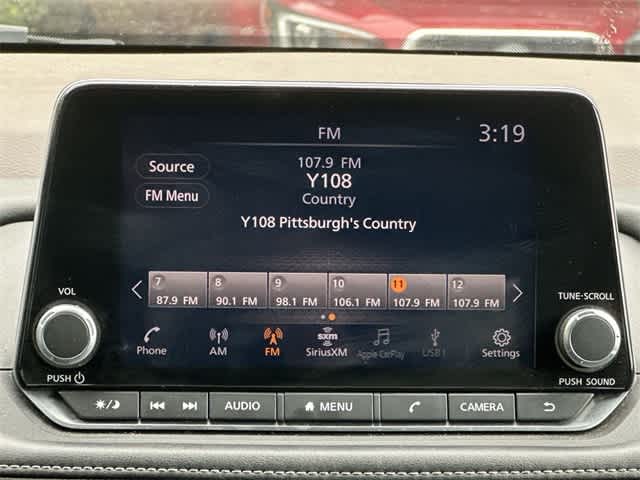 FM
3:19
Source
FM Menu
107.9 FM
Y108
Country
Y108 Pittsburgh's Country
7 8 9 10 11 12
87.9 FM 90.1 FM 98.1 FM 106.1 FM 107.9 FM 107.9 FM
VOL
TUNE·SCROLL
sxm
Phone AM FM SiriusXM Apple CarPlay USB1 Settings
PUSH
PUSH SOUND
AUDIO MENU CAMERA